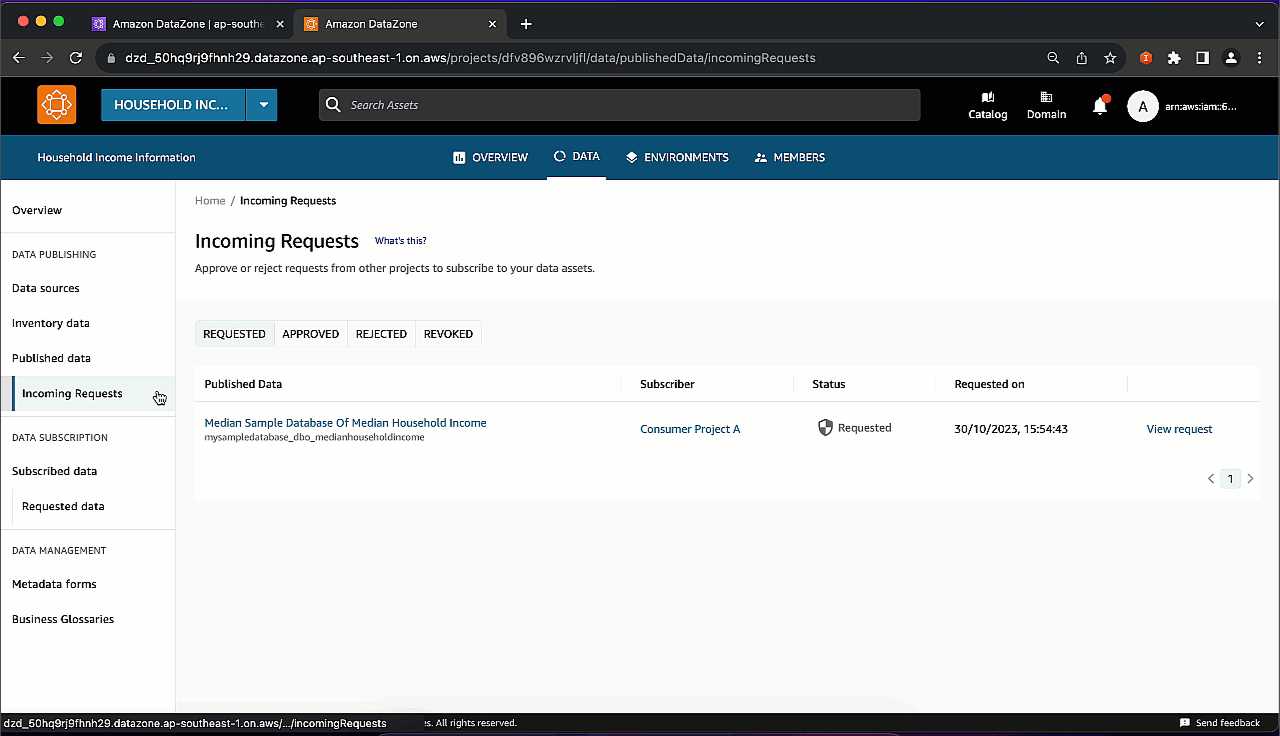 Amazon DataZone | ap-southe
Amazon DataZone
dzd_50hq9rj9fhnh29.datazone.ap-southeast-1.on.aws/projects/dfv896wzrvljfl/data/publishedData/incomingRequests
HOUSEHOLD INC...
Search Assets
Catalog
Domain
A
arn:aws:iam::6...
Household Income Information
OVERVIEW
DATA
ENVIRONMENTS
MEMBERS
Overview
DATA PUBLISHING
Data sources
Inventory data
Published data
Incoming Requests
DATA SUBSCRIPTION
Subscribed data
Requested data
DATA MANAGEMENT
Metadata forms
Business Glossaries
Home / Incoming Requests
Incoming Requests What's this?
Approve or reject requests from other projects to subscribe to your data assets.
REQUESTED APPROVED REJECTED REVOKED
Published Data Subscriber Status Requested on
Median Sample Database Of Median Household Income
mysampledatabase_dbo_medianhouseholdincome
Consumer Project A
Requested
30/10/2023, 15:54:43
View request
1
dzd_50hq9rj9fhnh29.datazone.ap-southeast-1.on.aws/.../incomingRequests
es. All rights reserved.
Send feedback